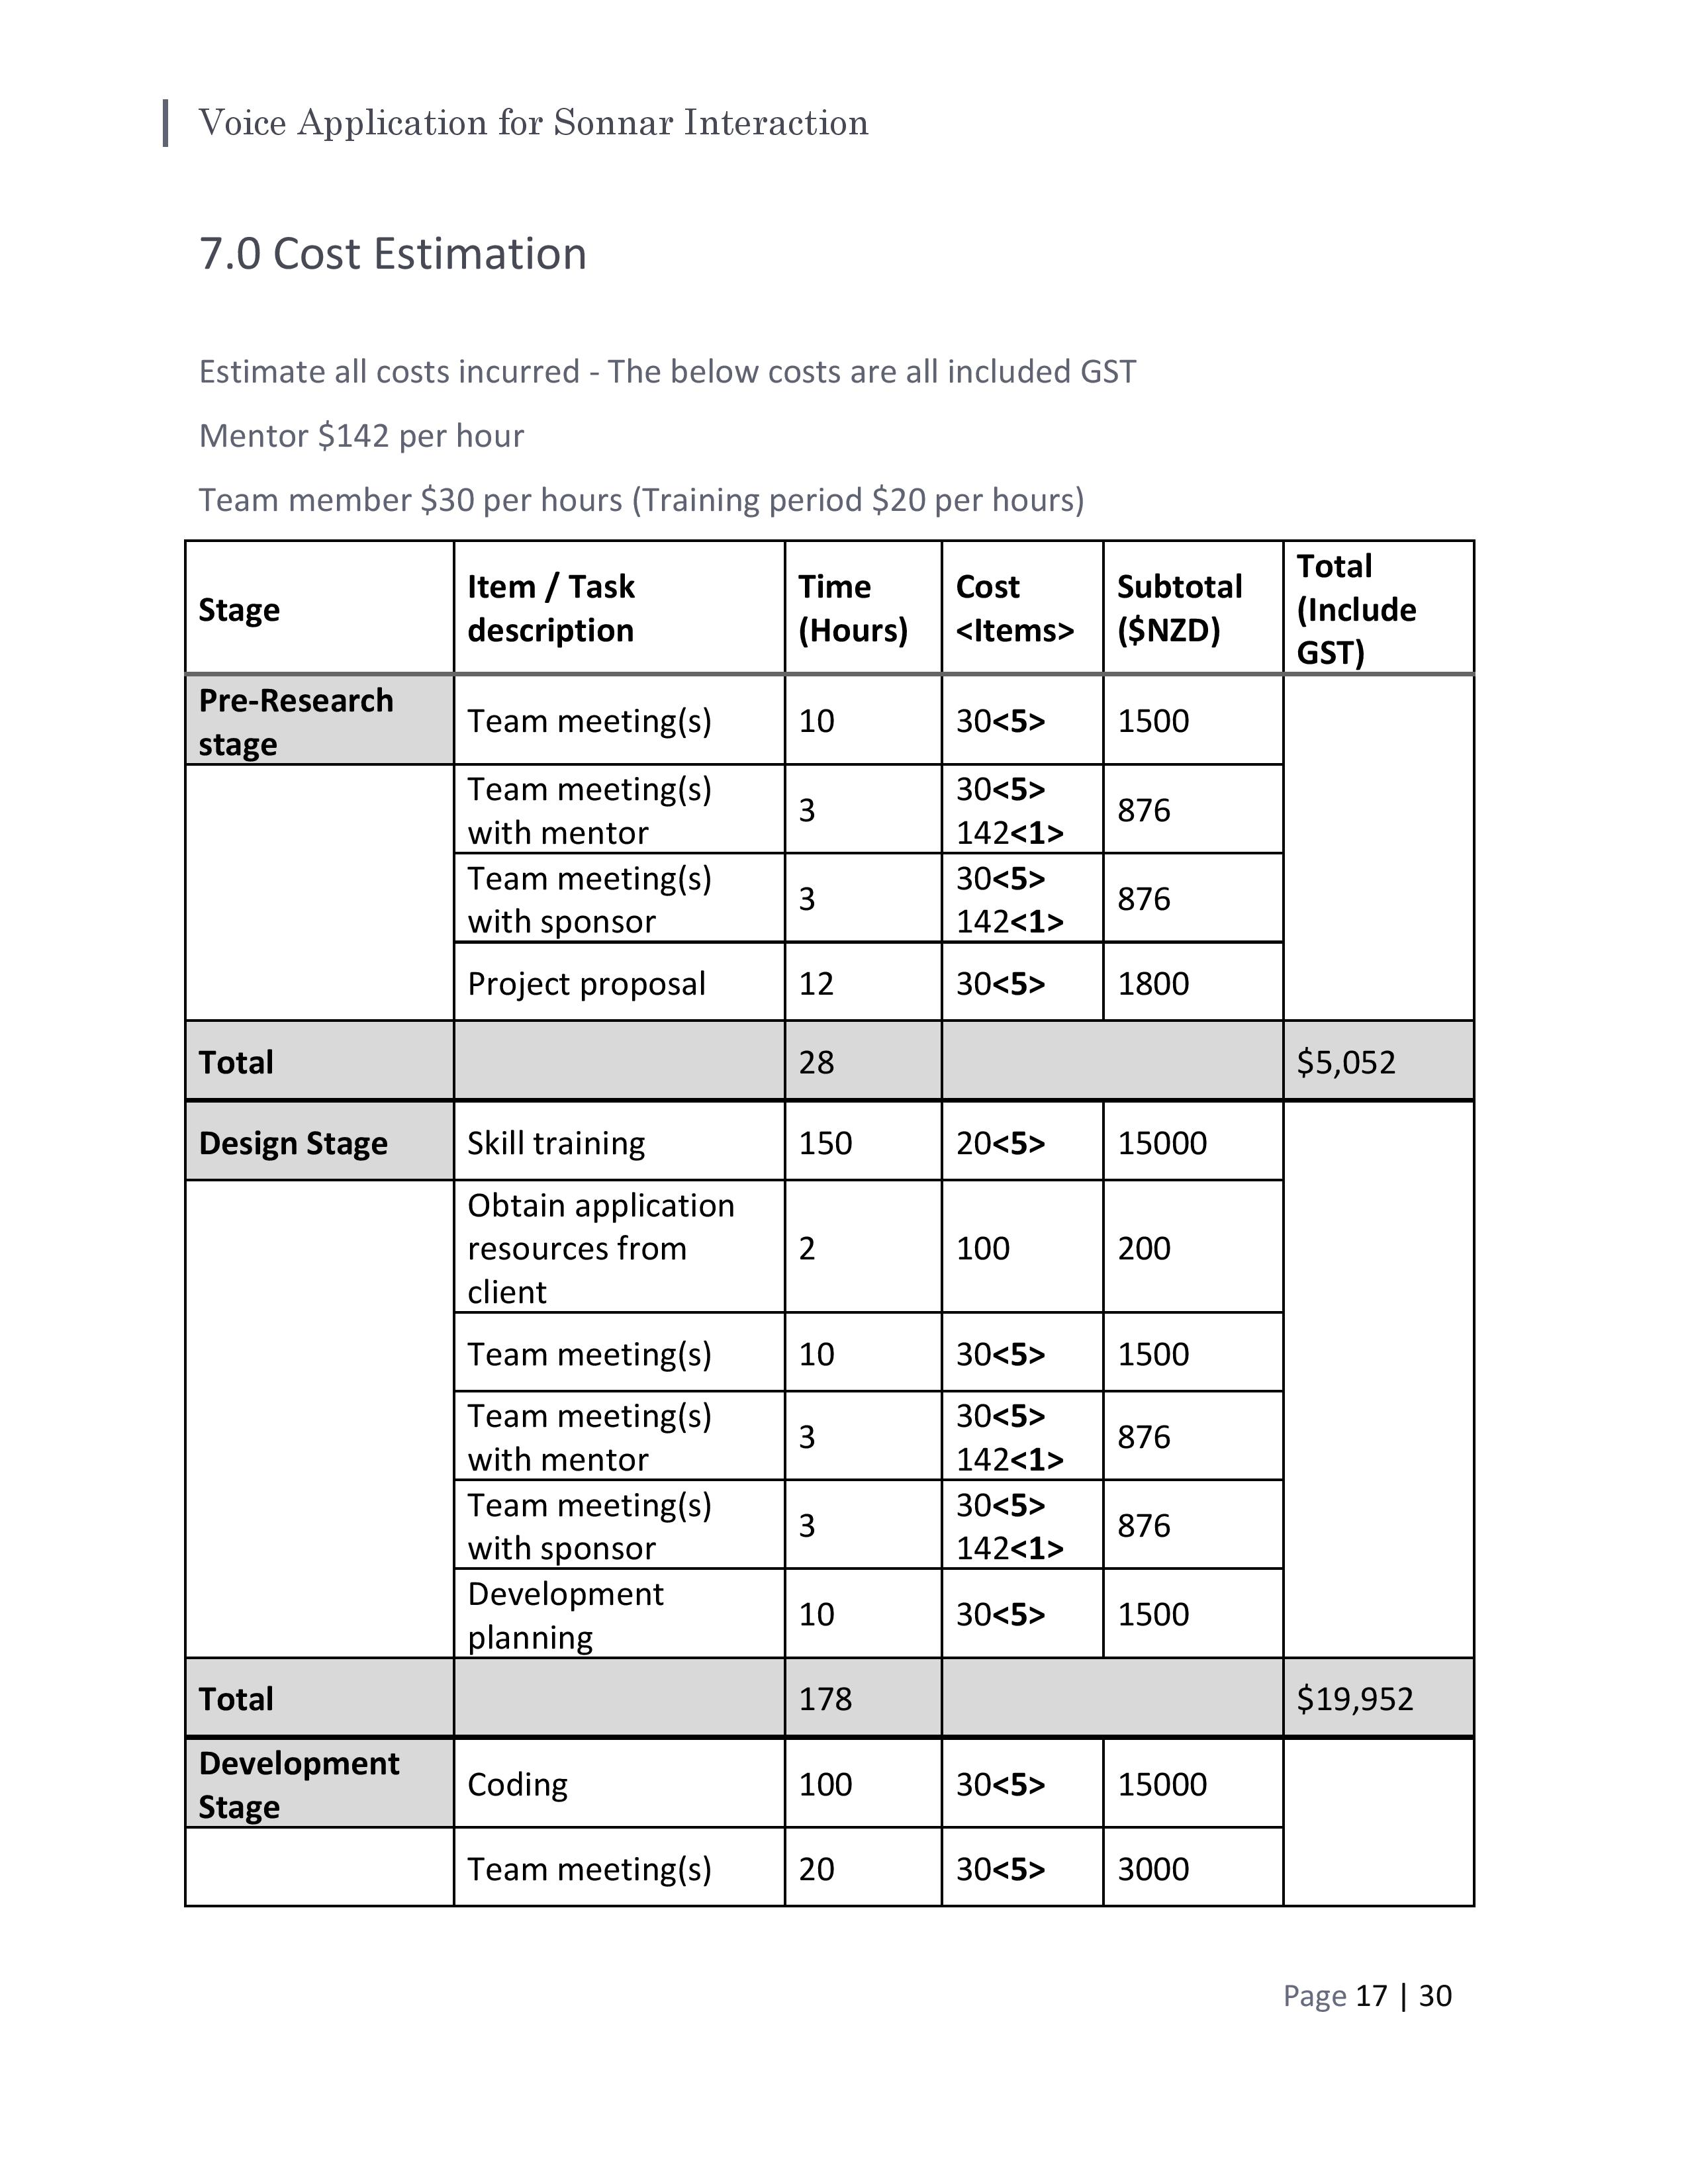 Voice Application for Sonnar Interaction
7.0 Cost Estimation
Estimate all costs incurred - The below costs are all included GST
Mentor $142 per hour
Team member $30 per hours (Training period $20 per hours)
Stage
Item / Task
description
Time
(Hours)
Cost
<Items>
Subtotal
($NZD)
Total
(Include
GST)
Pre-Research
stage
Team meeting(s)
10
30<5>
1500
Team meeting(s)
with mentor
3
30<5>
142<1>
876
Team meeting(s)
with sponsor
3
30<5>
142<1>
876
Project proposal
12
30<5>
1800
Total
28
$5,052
Design Stage
Skill training
150
20<5>
15000
Obtain application
resources from
client
2
100
200
Team meeting(s)
10
30<5>
1500
Team meeting(s)
with mentor
3
30<5>
142<1>
876
Team meeting(s)
with sponsor
3
30<5>
142<1>
876
Development
planning
10
30<5>
1500
Total
178
$19,952
Development
Stage
Coding
100
30<5>
15000
Team meeting(s)
20
30<5>
3000
Page 17 | 30